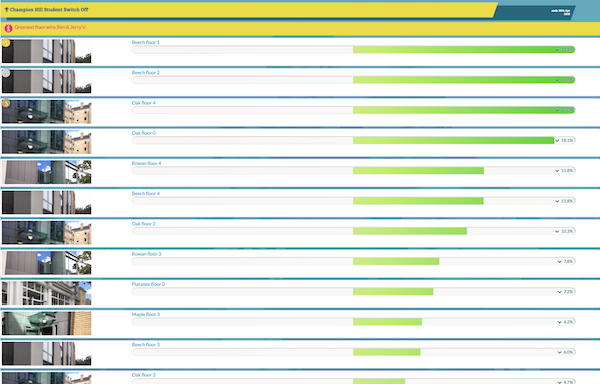 Champion Hill Student Switch Off
Greenest floor wins Ben & Jerry's!
Beech floor 1
Beech floor 2
Oak floor 4
Oak floor 0
18.1%
Rowan floor 4
11.8%
Beech floor 4
11.8%
Oak floor 2
10.3%
Rowan floor 3
7.8%
Platanes floor 0
7.2%
Maple floor 3
6.2%
Beech floor 3
6.0%
Oak floor 3
4.7%